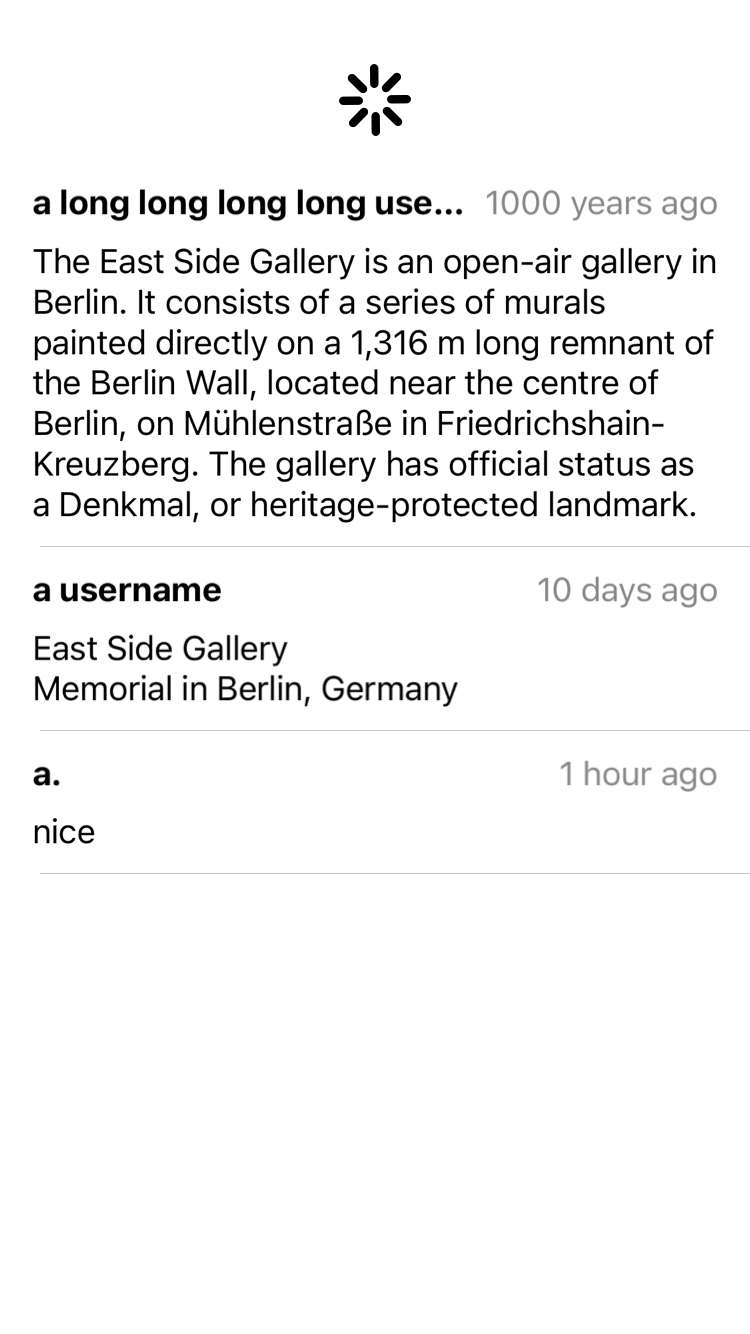 a long long long long use... 1000 years ago
The East Side Gallery is an open-air gallery in
Berlin. It consists of a series of murals
painted directly on a 1,316 m long remnant of
the Berlin Wall, located near the centre of
Berlin, on Mühlenstraße in Friedrichshain-
Kreuzberg. The gallery has official status as
a Denkmal, or heritage-protected landmark.
a username 10 days ago
East Side Gallery
Memorial in Berlin, Germany
a. 1 hour ago
nice